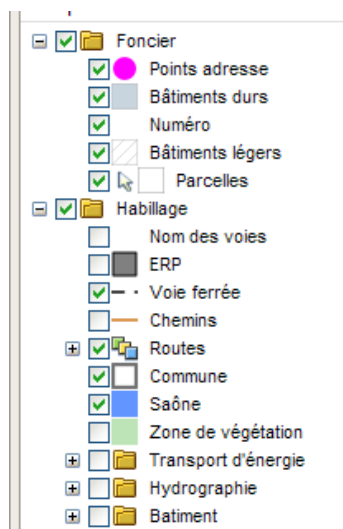 Foncier
Points adresse
Bâtiments durs
Numéro
Bâtiments légers
Parcelles
Habillage
Nom des voies
ERP
Voie ferrée
Chemins
Routes
Commune
Saône
Zone de végétation
Transport d'énergie
Hydrographie
Batiment